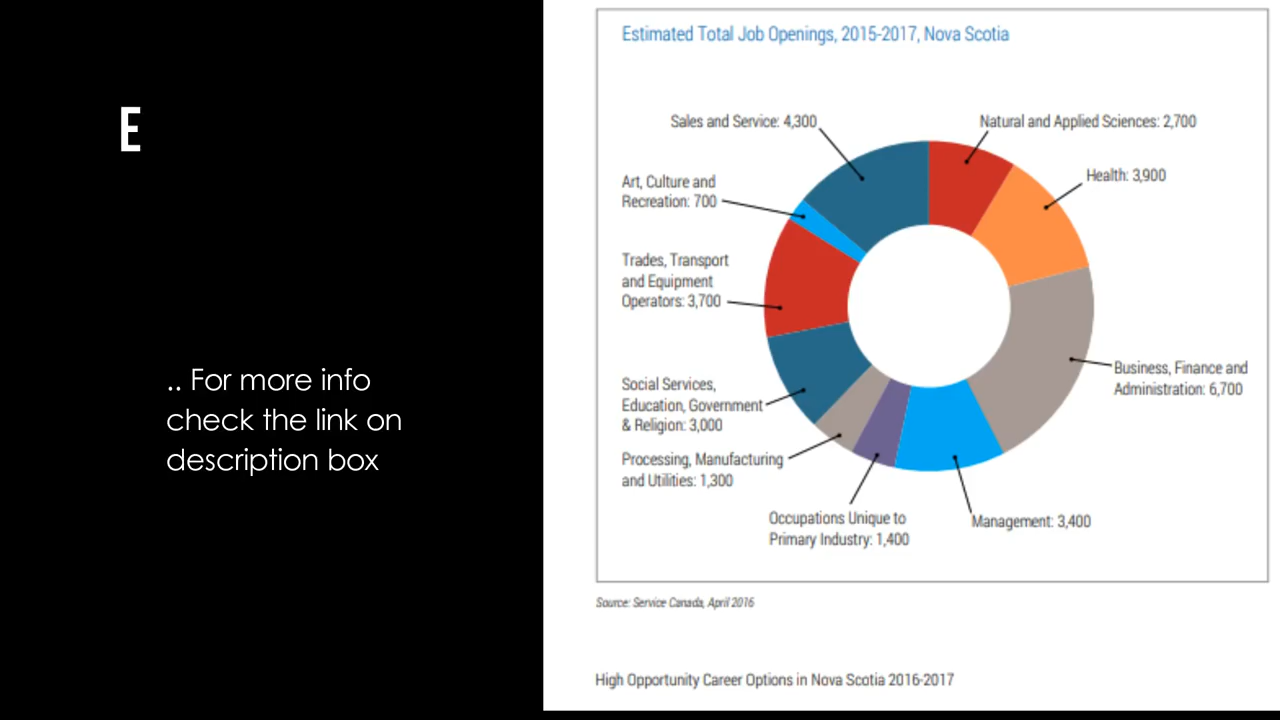 E
.. For more info
check the link on
description box
Estimated Total Job Openings, 2015-2017, Nova Scotia
Sales and Service: 4,300
Natural and Applied Sciences: 2,700
Art, Culture and
Recreation: 700
Health: 3,900
Trades, Transport
and Equipment
Operators: 3,700
Business, Finance and
Administration: 6,700
Social Services,
Education, Government
& Religion: 3,000
Processing, Manufacturing
and Utilities: 1,300
Occupations Unique to
Primary Industry: 1,400
Management: 3,400
Source: Service Canada, April 2016
High Opportunity Career Options in Nova Scotia 2016-2017